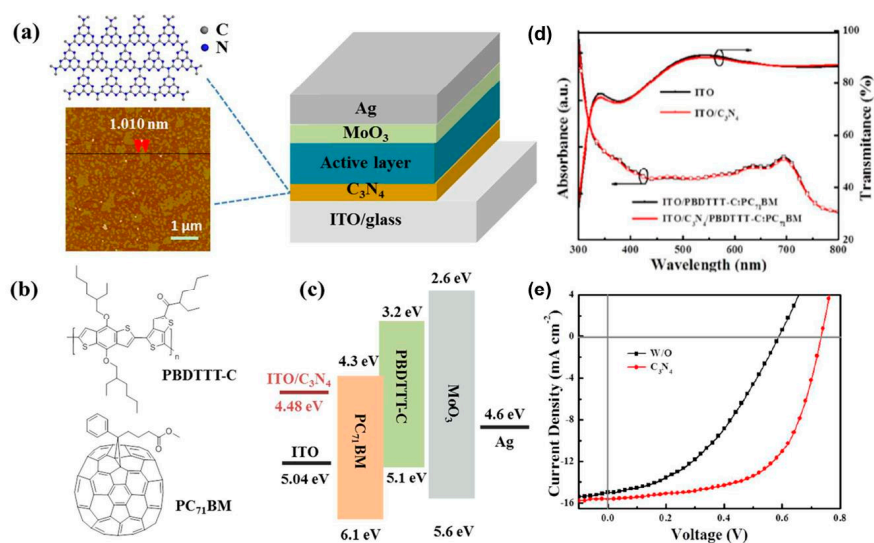 (a)
C
N
1.010 nm
1 μm
Ag
MoO₃
Active layer
C₃N₄
ITO/glass
(b)
O
O
O
S
S
S
S
n
PBDTTT-C
O
O
PC₇₁BM
(c)
2.6 eV
3.2 eV
4.3 eV
ITO/C₃N₄
4.48 eV
ITO
5.04 eV
PC₇₁BM
PBDTTT-C
MoO₃
4.6 eV
Ag
5.1 eV
6.1 eV
5.6 eV
(d)
Absorbance (a.u.)
Transmitance (%)
100
80
60
40
20
ITO
ITO/C₃N₄
ITO/PBDTTT-C:PC₇₁BM
ITO/C₃N₄/PBDTTT-C:PC₇₁BM
300 400 500 600 700 800
Wavelength (nm)
(e)
Current Density (mA cm⁻²)
4
0
-4
-8
-12
-16
W/O
C₃N₄
0.0 0.2 0.4 0.6 0.8
Voltage (V)